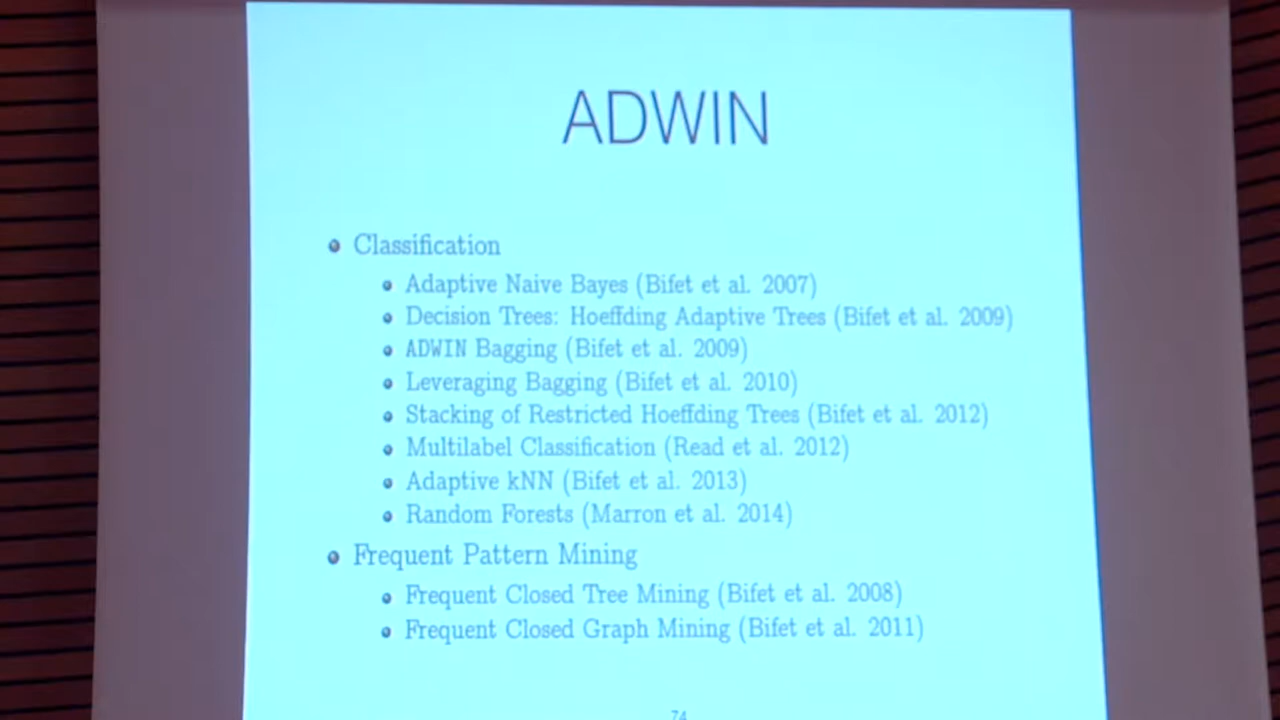 ADWIN
Classification
Adaptive Naive Bayes (Bifet et al. 2007)
Decision Trees: Hoeffding Adaptive Trees (Bifet et al. 2009)
ADWIN Bagging (Bifet et al. 2009)
Leveraging Bagging (Bifet et al. 2010)
Stacking of Restricted Hoeffding Trees (Bifet et al. 2012)
Multilabel Classification (Read et al. 2012)
Adaptive kNN (Bifet et al. 2013)
Random Forests (Marron et al. 2014)
Frequent Pattern Mining
Frequent Closed Tree Mining (Bifet et al. 2008)
Frequent Closed Graph Mining (Bifet et al. 2011)
74